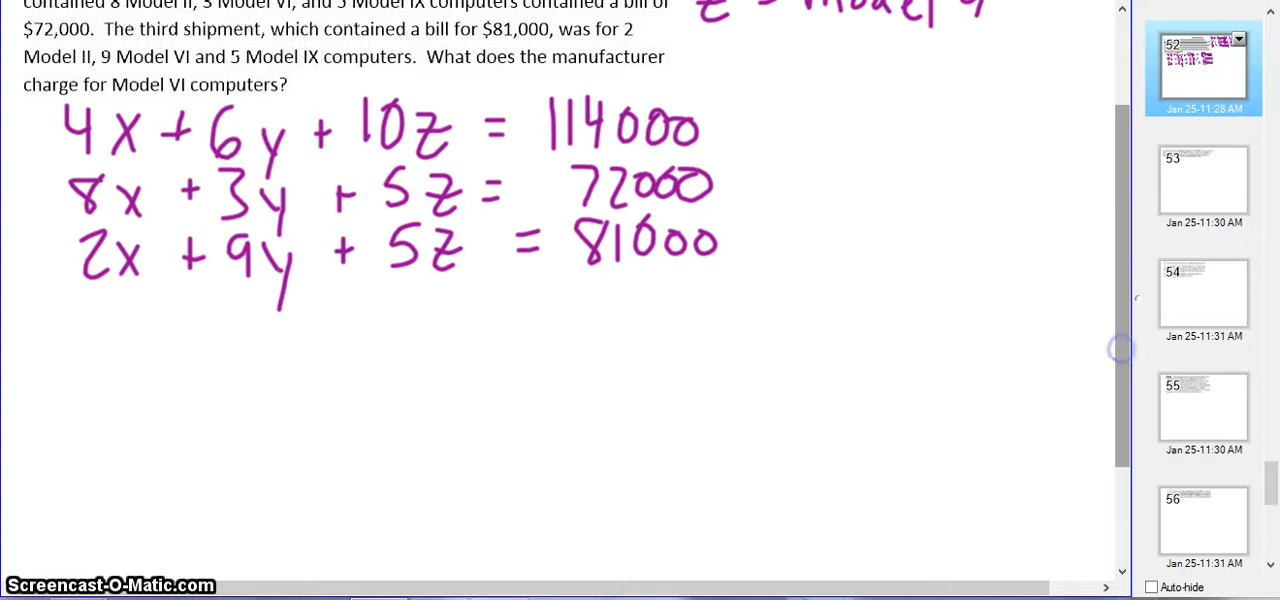 contained 8 Model II, 3 Model VI, and 5 Model IX computers contained a bill of
$72,000. The third shipment, which contained a bill for $81,000, was for 2
Model II, 9 Model VI and 5 Model IX computers. What does the manufacturer
charge for Model VI computers?
z = Model 9
4x + 6y + 10z = 114000
8x + 3y + 5z = 72000
2x + 9y + 5z = 81000
52
Jan 25-11:28 AM
53
Jan 25-11:30 AM
54
Jan 25-11:31 AM
55
Jan 25-11:30 AM
56
Jan 25-11:31 AM
Auto-hide
Screencast-O-Matic.com